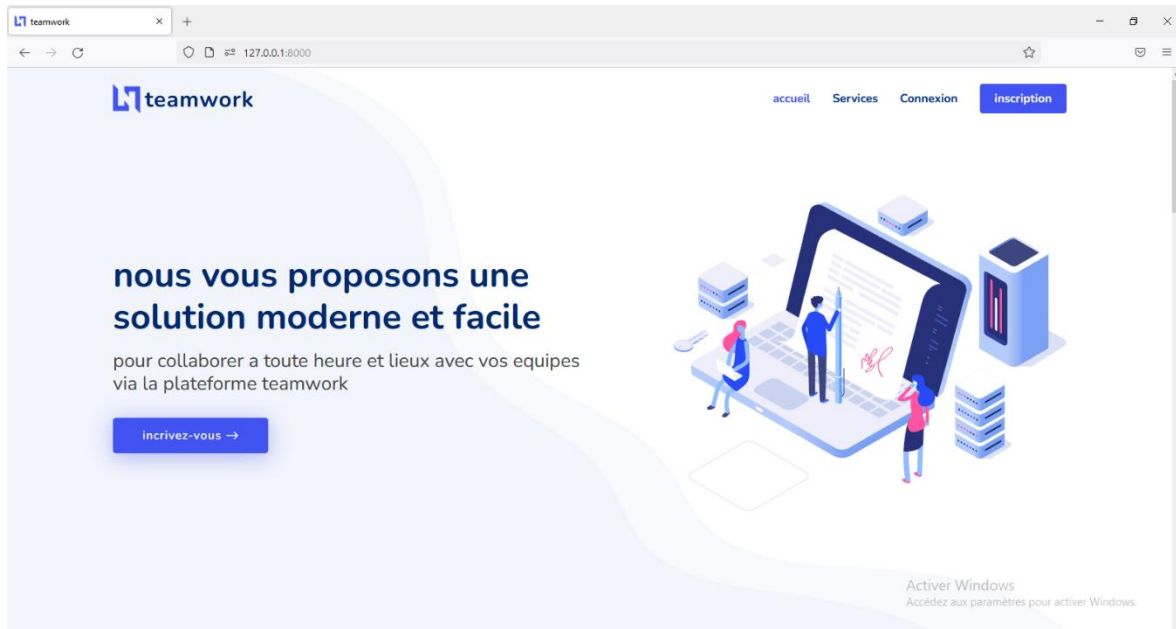 teamwork
127.0.0.1:8000
teamwork
accueil Services Connexion inscription
nous vous proposons une
solution moderne et facile
pour collaborer a toute heure et lieux avec vos equipes
via la plateforme teamwork
incrivez-vous →
Activer Windows
Accédez aux paramètres pour activer Windows.